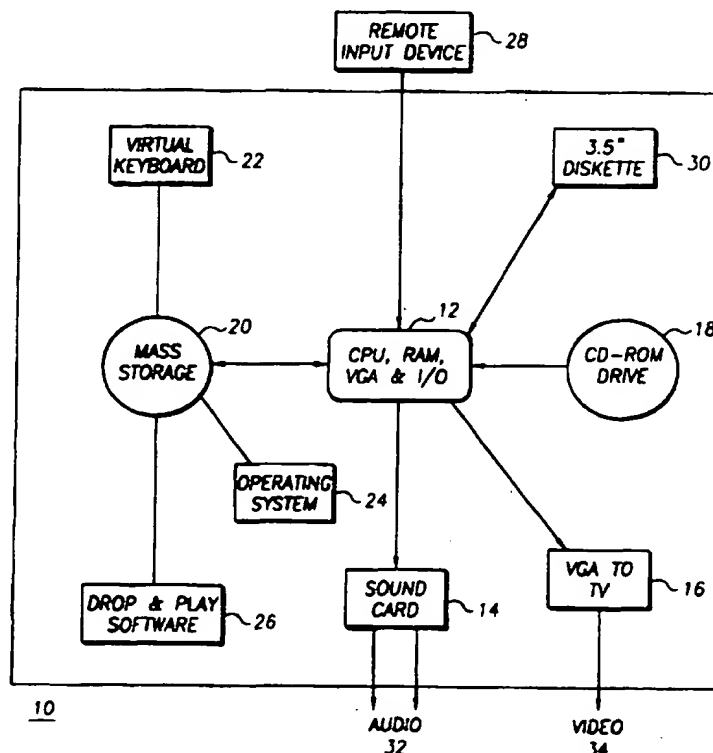 REMOTE
INPUT DEVICE
28
VIRTUAL
KEYBOARD
22
3.5"
DISKETTE
30
20
MASS
STORAGE
12
CPU, RAM,
VGA & I/O
18
CD-ROM
DRIVE
OPERATING
SYSTEM
24
DROP & PLAY
SOFTWARE
26
SOUND
CARD
14
VGA TO
TV
16
10
AUDIO
32
VIDEO
34